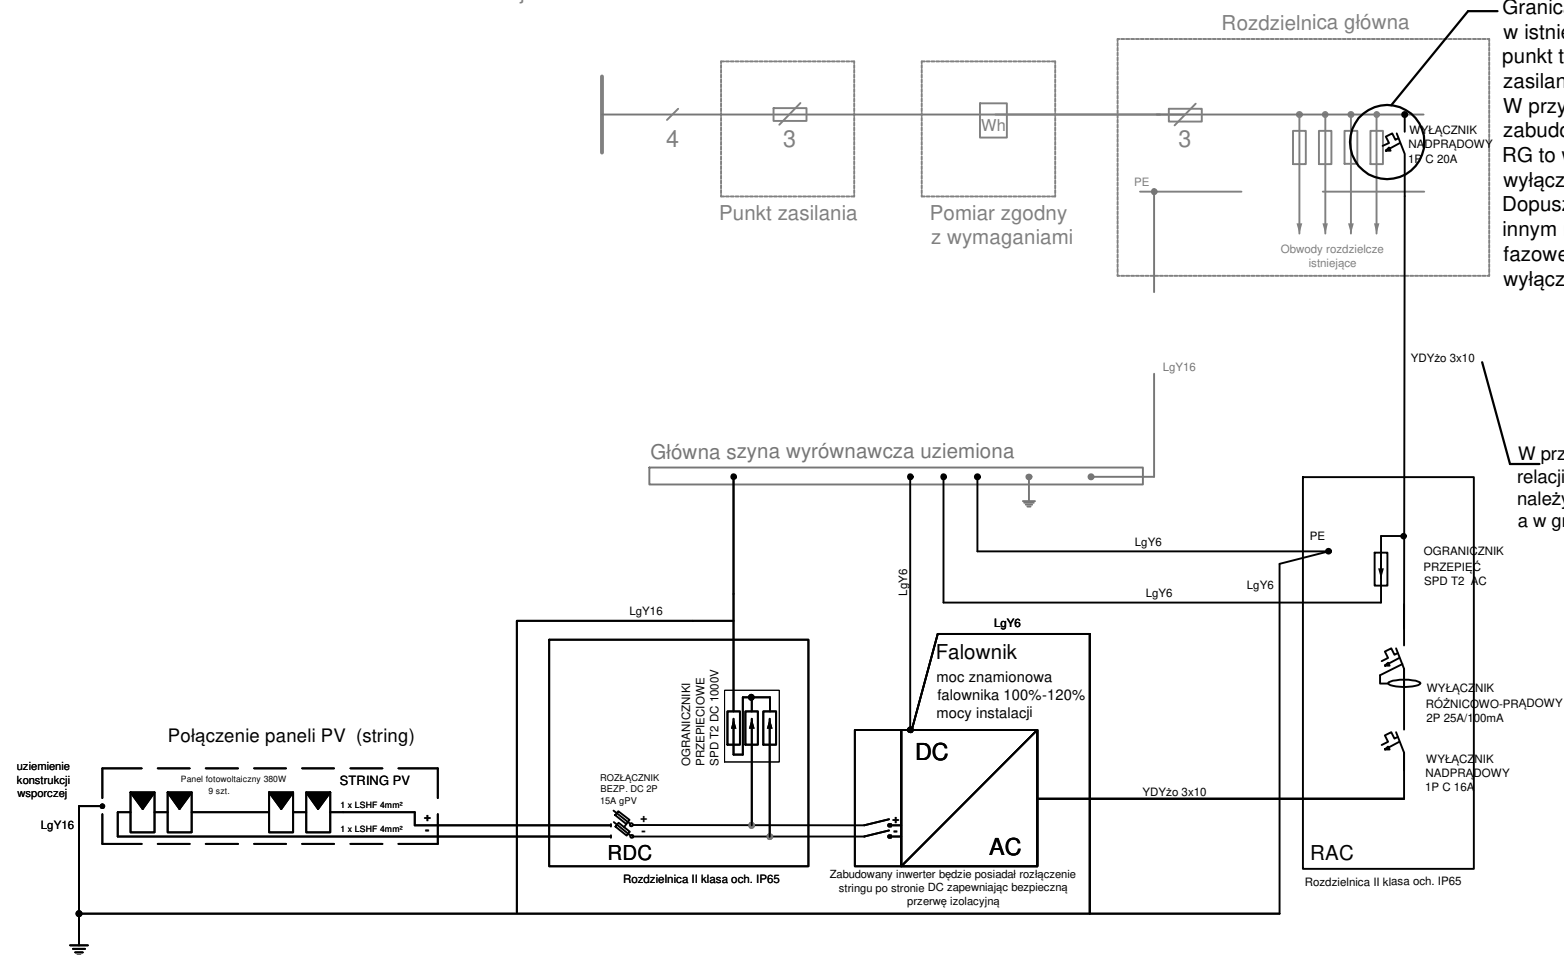 Rozdzielnica główna
Granic
w istnie
punkt t
zasilan
W przy
zabudo
RG to
wyłącz
Dopus
innym
fazowe
wyłącz
4
3
Wh
3
WYŁĄCZNIK
NADPRĄDOWY
1P C 20A
PE
Punkt zasilania
Pomiar zgodny
z wymaganiami
Obwody rozdzielcze
istniejące
YDYżo 3x10
LgY16
Główna szyna wyrównawcza uziemiona
W prz
relacji
należy
a w gr
PE
LgY6
OGRANICZNIK
PRZEPIĘĆ
SPD T2 AC
LgY6
LgY6
LgY6
LgY16
LgY6
Falownik
moc znamionowa
falownika 100%-120%
mocy instalacji
OGRANICZNIKI
PRZEPIECIOWE
SPD T2 DC 1000V
WYŁĄCZNIK
RÓŻNICOWO-PRĄDOWY
2P 25A/100mA
Połączenie paneli PV (string)
DC
uziemienie
konstrukcji
wsporczej
Panel fotowoltaiczny 380W
9 szt.
STRING PV
ROZŁĄCZNIK
BEZP. DC 2P
15A gPV
WYŁĄCZNIK
NADPRĄDOWY
1P C 16A
YDYżo 3x10
1 x LSHF 4mm²
+
1 x LSHF 4mm²
-
+
-
+
-
LgY16
RDC
AC
RAC
Rozdzielnica II klasa och. IP65
Zabudowany inwerter będzie posiadał rozłączenie
stringu po stronie DC zapewniając bezpieczną
przerwę izolacyjną
Rozdzielnica II klasa och. IP65